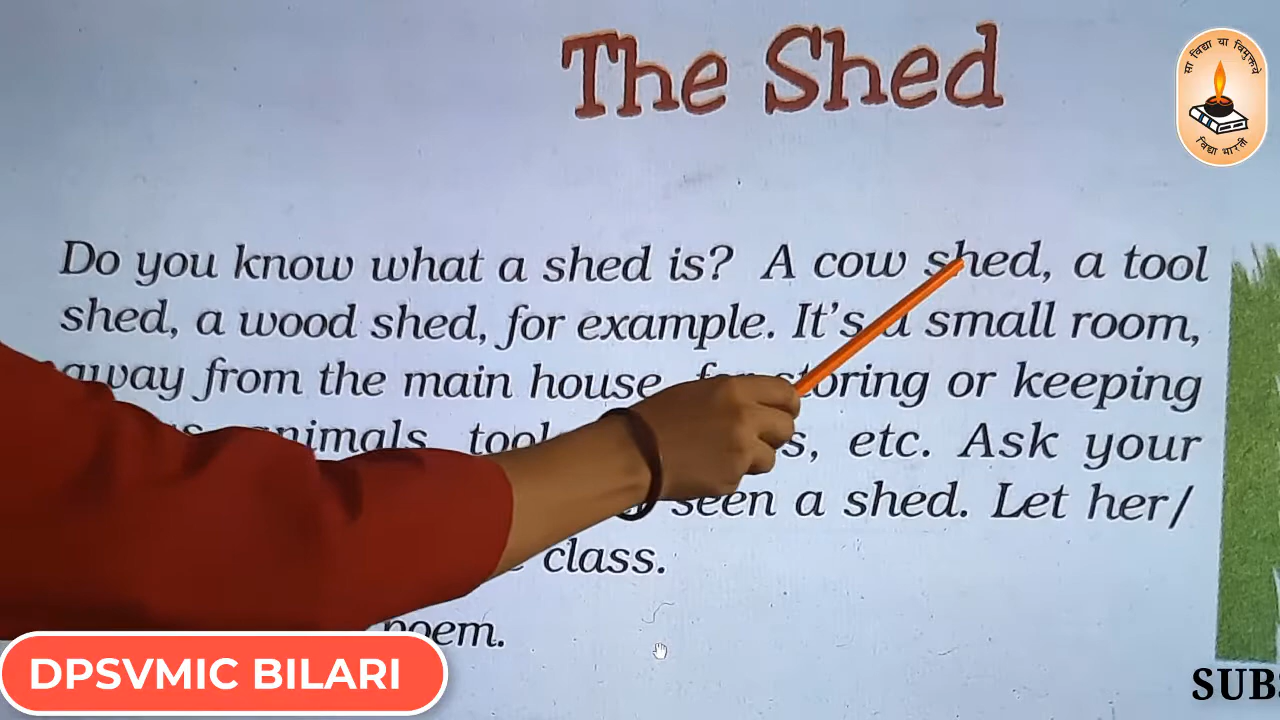 The Shed
सा विद्या या विमुक्तये
विद्या भारती
Do you know what a shed is? A cow shed, a tool
shed, a wood shed, for example. It's a small room,
away from the main house, for storing or keeping
animals, etc. Ask your
seen a shed. Let her/
class.
poem.
DPSVMIC BILARI